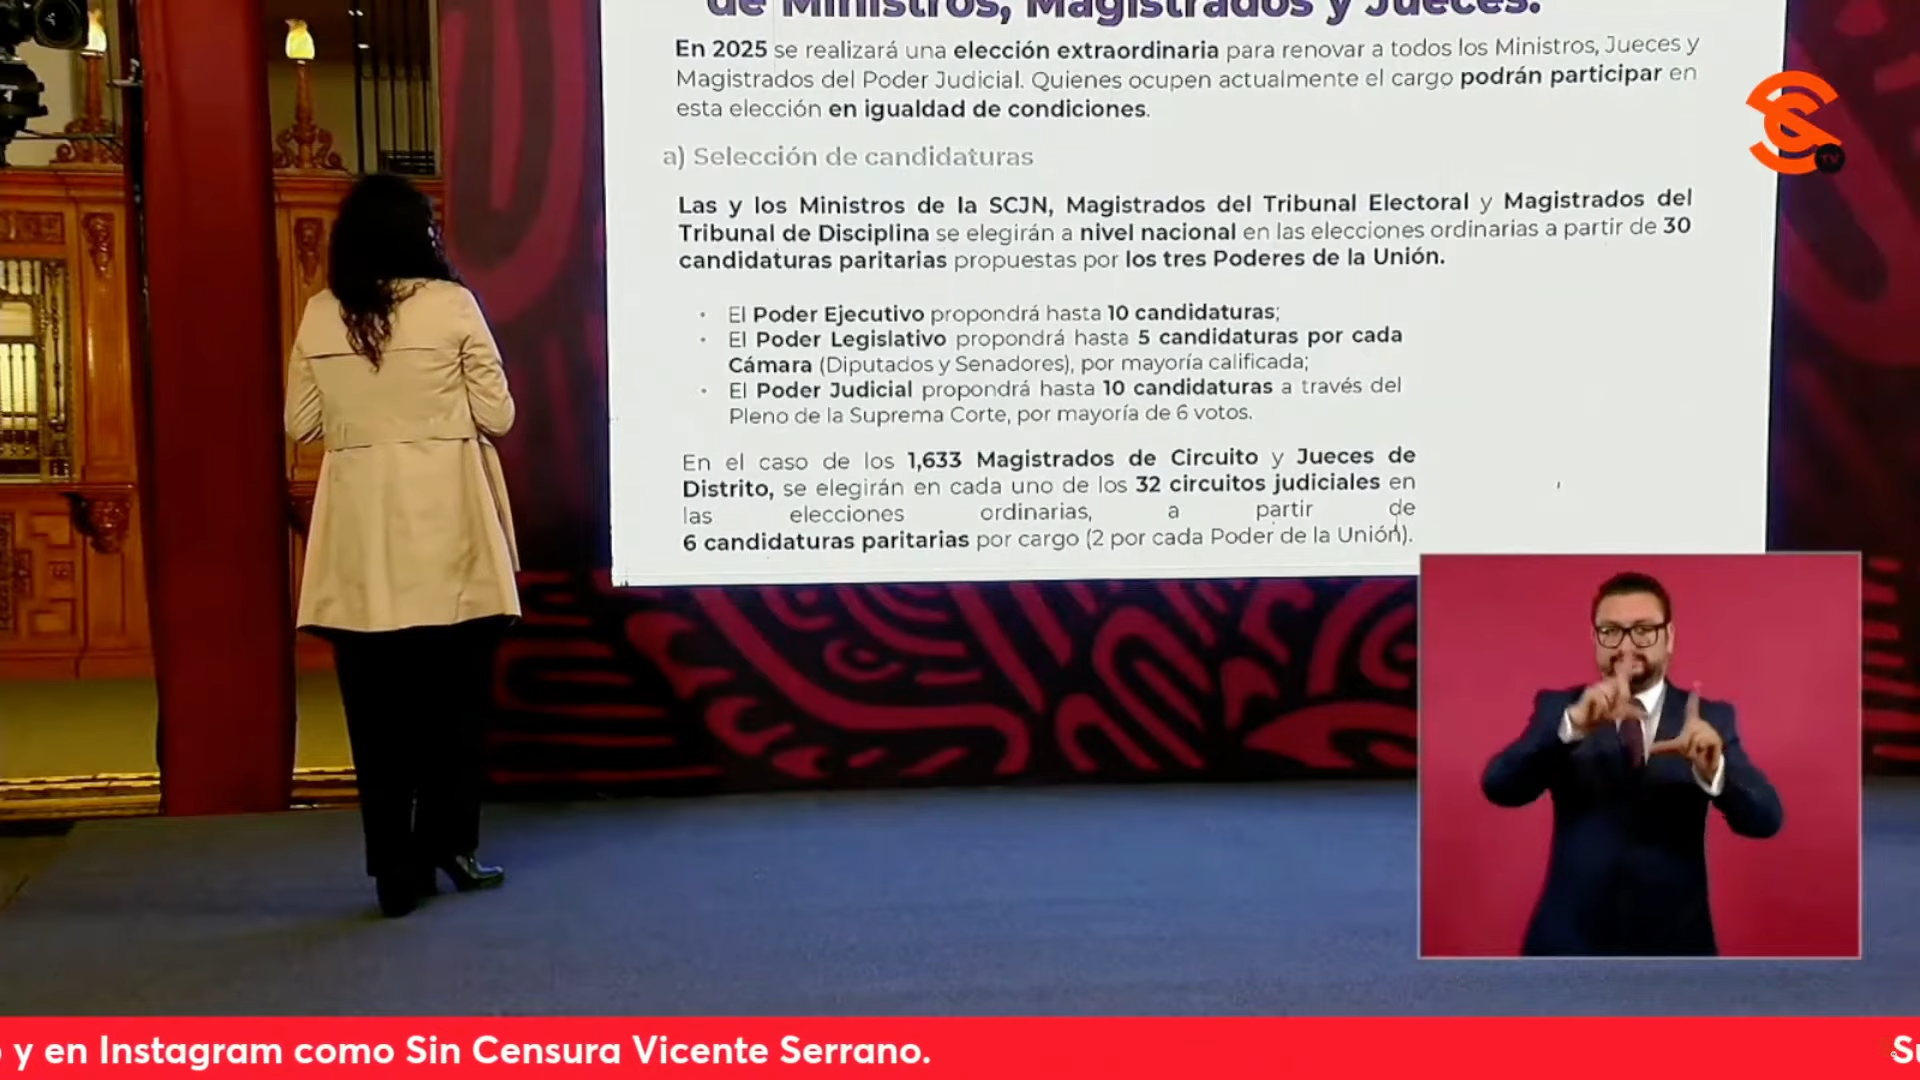 de Ministros, Magistrados y Jueces.
En 2025 se realizará una elección extraordinaria para renovar a todos los Ministros, Jueces y
Magistrados del Poder Judicial. Quienes ocupen actualmente el cargo podrán participar en
esta elección en igualdad de condiciones.
a) Selección de candidaturas
Las y los Ministros de la SCJN, Magistrados del Tribunal Electoral y Magistrados del
Tribunal de Disciplina se elegirán a nivel nacional en las elecciones ordinarias a partir de 30
candidaturas paritarias propuestas por los tres Poderes de la Unión.
• El Poder Ejecutivo propondrá hasta 10 candidaturas;
• El Poder Legislativo propondrá hasta 5 candidaturas por cada
Cámara (Diputados y Senadores), por mayoría calificada;
• El Poder Judicial propondrá hasta 10 candidaturas a través del
Pleno de la Suprema Corte, por mayoría de 6 votos.
En el caso de los 1,633 Magistrados de Circuito y Jueces de
Distrito, se elegirán en cada uno de los 32 circuitos judiciales en
las elecciones ordinarias, a partir de
6 candidaturas paritarias por cargo (2 por cada Poder de la Unión).
TV
y en Instagram como Sin Censura Vicente Serrano.